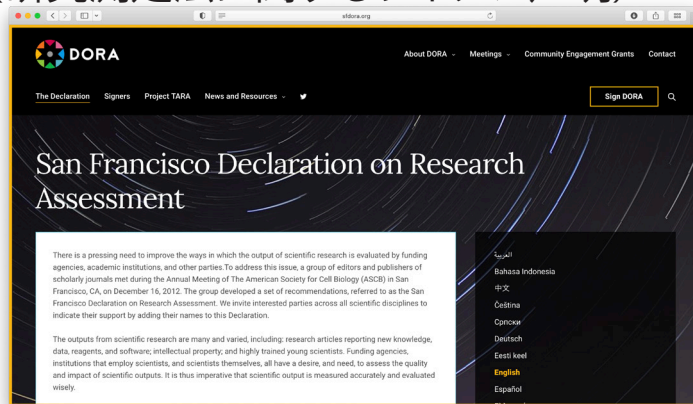 sfdora.org
DORA
About DORA Meetings Community Engagement Grants Contact
The Declaration Signers Project TARA News and Resources Sign DORA
San Francisco Declaration on Research
Assessment
There is a pressing need to improve the ways in which the output of scientific research is evaluated by funding
agencies, academic institutions, and other parties.To address this issue, a group of editors and publishers of
scholarly journals met during the Annual Meeting of The American Society for Cell Biology (ASCB) in San
Francisco, CA, on December 16, 2012. The group developed a set of recommendations, referred to as the San
Francisco Declaration on Research Assessment. We invite interested parties across all scientific disciplines to
indicate their support by adding their names to this Declaration.
The outputs from scientific research are many and varied, including: research articles reporting new knowledge,
data, reagents, and software; intellectual property; and highly trained young scientists. Funding agencies,
institutions that employ scientists, and scientists themselves, all have a desire, and need, to assess the quality
and impact of scientific outputs. It is thus imperative that scientific output is measured accurately and evaluated
wisely.
العربية
Bahasa Indonesia
中文
Čeština
Српски
Deutsch
Eesti keel
English
Español